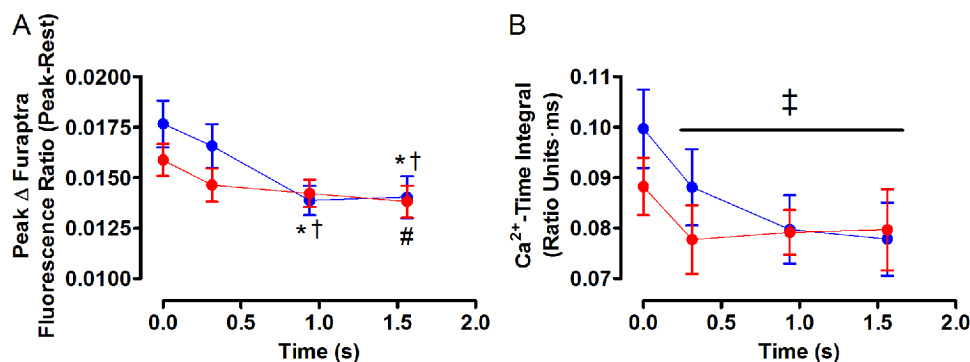 A
Peak Δ Furaptra
Fluorescence Ratio (Peak-Rest)
0.0200
0.0175
0.0150
0.0125
0.0100
*†
*†
#
0.0 0.5 1.0 1.5 2.0
Time (s)
B
Ca²⁺-Time Integral
(Ratio Units·ms)
0.11
0.10
0.09
0.08
0.07
‡
0.0 0.5 1.0 1.5 2.0
Time (s)